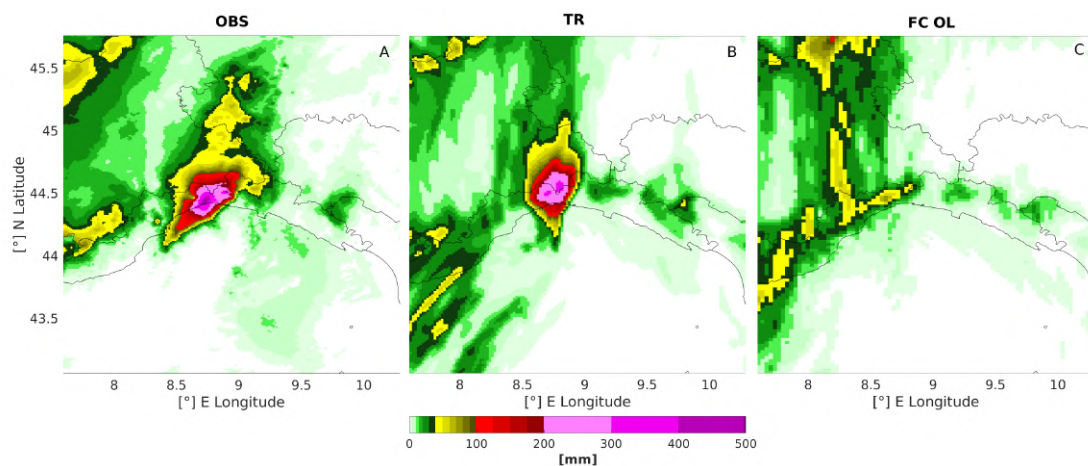 OBS TR FC OL
A B C
45.5
45
44.5
44
43.5
[°] N Latitude
8 8.5 9 9.5 10 8 8.5 9 9.5 10 8 8.5 9 9.5 10
[°] E Longitude [°] E Longitude [°] E Longitude
0 100 200 300 400 500
[mm]